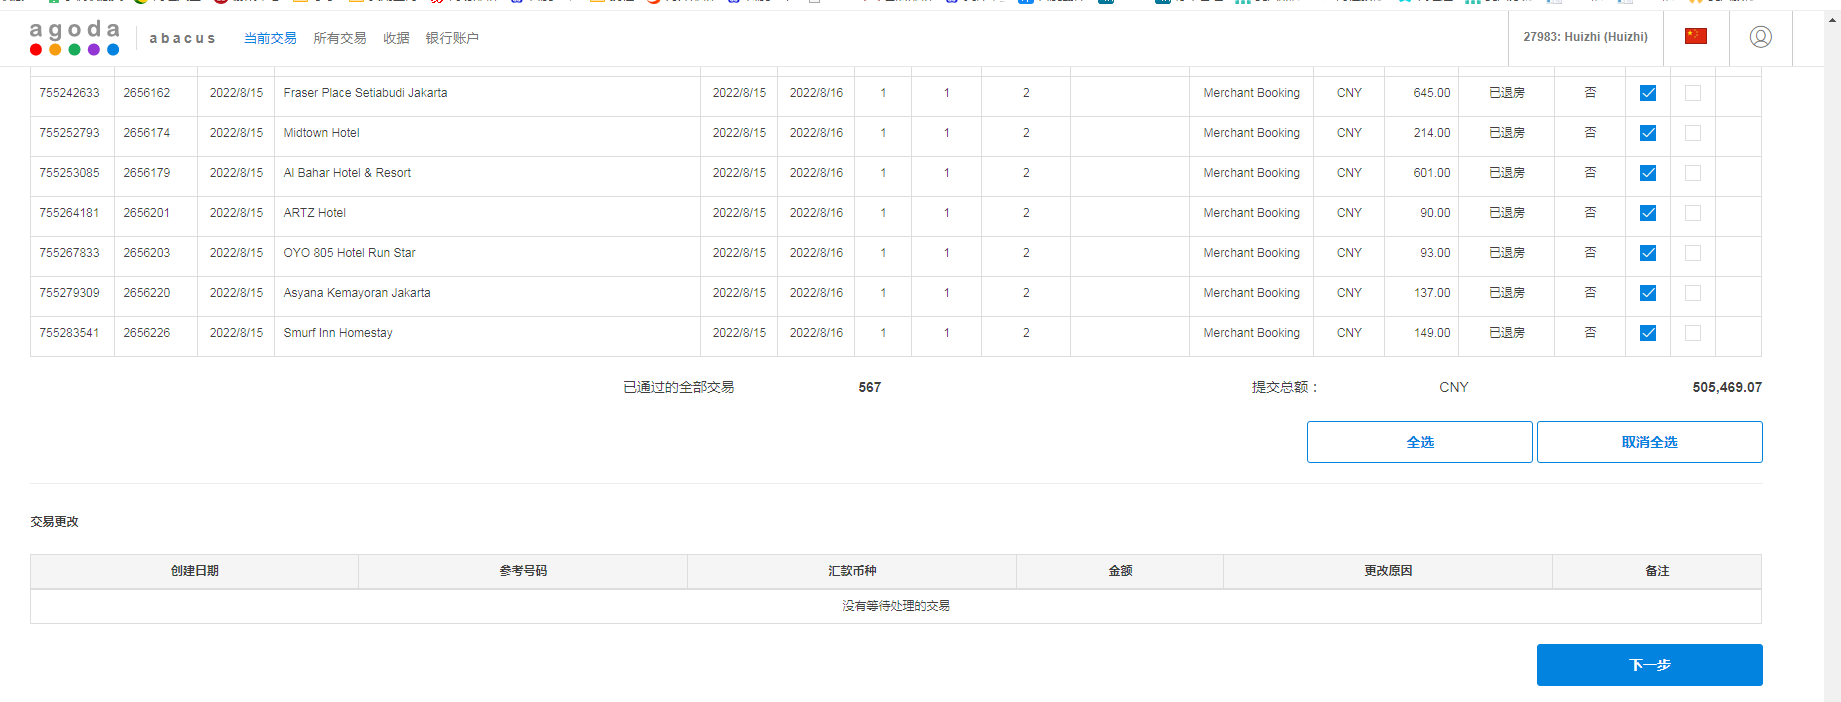 agoda abacus 当前交易 所有交易 收据 银行账户 27983: Huizhi (Huizhi)
755242633 2656162 2022/8/15 Fraser Place Setiabudi Jakarta 2022/8/15 2022/8/16 1 1 2 Merchant Booking CNY 645.00 已退房 否
755252793 2656174 2022/8/15 Midtown Hotel 2022/8/15 2022/8/16 1 1 2 Merchant Booking CNY 214.00 已退房 否
755253085 2656179 2022/8/15 Al Bahar Hotel & Resort 2022/8/15 2022/8/16 1 1 2 Merchant Booking CNY 601.00 已退房 否
755264181 2656201 2022/8/15 ARTZ Hotel 2022/8/15 2022/8/16 1 1 2 Merchant Booking CNY 90.00 已退房 否
755267833 2656203 2022/8/15 OYO 805 Hotel Run Star 2022/8/15 2022/8/16 1 1 2 Merchant Booking CNY 93.00 已退房 否
755279309 2656220 2022/8/15 Asyana Kemayoran Jakarta 2022/8/15 2022/8/16 1 1 2 Merchant Booking CNY 137.00 已退房 否
755283541 2656226 2022/8/15 Smurf Inn Homestay 2022/8/15 2022/8/16 1 1 2 Merchant Booking CNY 149.00 已退房 否
已通过的全部交易 567 提交总额： CNY 505,469.07
全选 取消全选
交易更改
创建日期 参考号码 汇款币种 金额 更改原因 备注
没有等待处理的交易
下一步